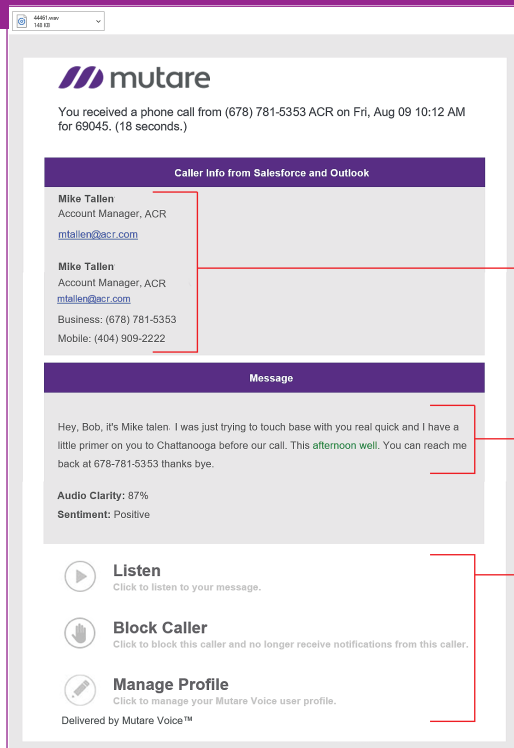 44461.wav
148 KB
mutare
You received a phone call from (678) 781-5353 ACR on Fri, Aug 09 10:12 AM
for 69045. (18 seconds.)
Caller Info from Salesforce and Outlook
Mike Tallen
Account Manager, ACR
mtallen@acr.com
Mike Tallen
Account Manager, ACR
mtallen@acr.com
Business: (678) 781-5353
Mobile: (404) 909-2222
Message
Hey, Bob, it's Mike talen. I was just trying to touch base with you real quick and I have a
little primer on you to Chattanooga before our call. This afternoon well. You can reach me
back at 678-781-5353 thanks bye.
Audio Clarity: 87%
Sentiment: Positive
Listen
Click to listen to your message.
Block Caller
Click to block this caller and no longer receive notifications from this caller.
Manage Profile
Click to manage your Mutare Voice user profile.
Delivered by Mutare Voice™